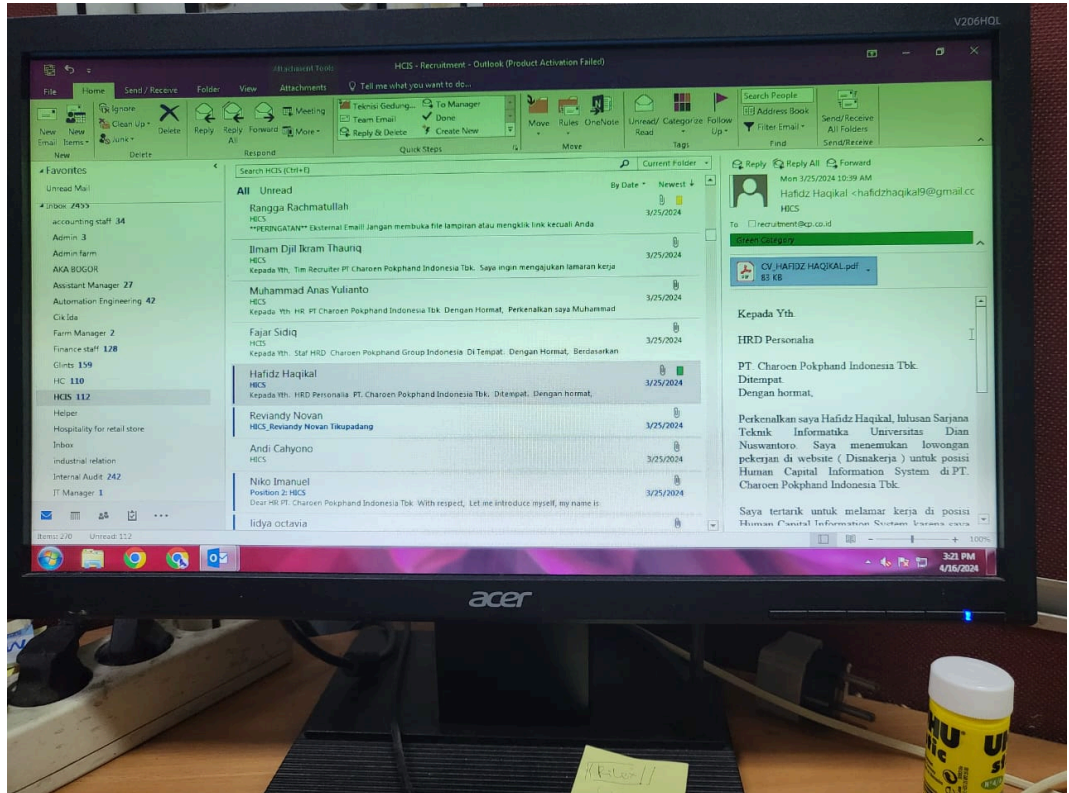 V206HQL
Attachment Tools
HCIS - Recruitment - Outlook (Product Activation Failed)
File Home Send / Receive Folder View Attachments Tell me what you want to do...
New Email
New Items
Ignore
Clean Up
Junk
Delete
Reply
Reply All
Forward
Meeting
More
Teknisi Gedung...
Team Email
Reply & Delete
To Manager
Done
Create New
Move
Rules
OneNote
Unread/ Read
Categorize
Follow Up
Search People
Address Book
Filter Email
Send/Receive All Folders
New Delete Respond Quick Steps Move Tags Find Send/Receive
Favorites
Unread Mail
Inbox 2455
accounting staff 34
Admin 3
Admin farm
AKA BOGOR
Assistant Manager 27
Automation Engineering 42
Cik Ida
Farm Manager 2
Finance staff 128
Glints 159
HC 110
HCIS 112
Helper
Hospitality for retail store
Inbox
industrial relation
Internal Audit 242
IT Manager 1
Items: 270 Unread: 112
Search HCIS (Ctrl+E)
Current Folder
All Unread
By Date Newest
Rangga Rachmatullah
HICS
3/25/2024
**PERINGATAN** Eksternal Email! Jangan membuka file lampiran atau mengklik link kecuali Anda
Ilmam Djil Ikram Thauriq
HICS
3/25/2024
Kepada Yth, Tim Recruiter PT Charoen Pokphand Indonesia Tbk. Saya ingin mengajukan lamaran kerja
Muhammad Anas Yulianto
HICS
3/25/2024
Kepada Yth HR PT Charoen Pokphand Indonesia Tbk. Dengan Hormat, Perkenalkan saya Muhammad
Fajar Sidiq
HICS
3/25/2024
Kepada Yth. Staf HRD Charoen Pokphand Group Indonesia Di Tempat. Dengan Hormat, Berdasarkan
Hafidz Haqikal
HICS
3/25/2024
Kepada Yth. HRD Personalia PT. Charoen Pokphand Indonesia Tbk. Ditempat. Dengan hormat,
Reviandy Novan
HICS_Reviandy Novan Tikupadang
3/25/2024
Andi Cahyono
HICS
3/25/2024
Niko Imanuel
Position 2: HICS
3/25/2024
Dear HR PT. Charoen Pokphand Indonesia Tbk. With respect, Let me introduce myself, my name is
lidya octavia
Reply Reply All Forward
Mon 3/25/2024 10:39 AM
Hafidz Haqikal <hafidzhaqikal9@gmail.cc
HICS
To recruitment@cp.co.id
Green Category
CV_HAFIDZ HAQIKAL.pdf
83 KB
Kepada Yth.
HRD Personalia
PT. Charoen Pokphand Indonesia Tbk.
Ditempat.
Dengan hormat,
Perkenalkan saya Hafidz Haqikal, lulusan Sarjana
Teknik Informatika Universitas Dian
Nuswantoro. Saya menemukan lowongan
pekerjan di website ( Disnakerja ) untuk posisi
Human Capital Information System di PT.
Charoen Pokphand Indonesia Tbk.
Saya tertarik untuk melamar kerja di posisi
Human Capital Information System karena saya
100%
3:21 PM
4/16/2024
acer
UHU
stic